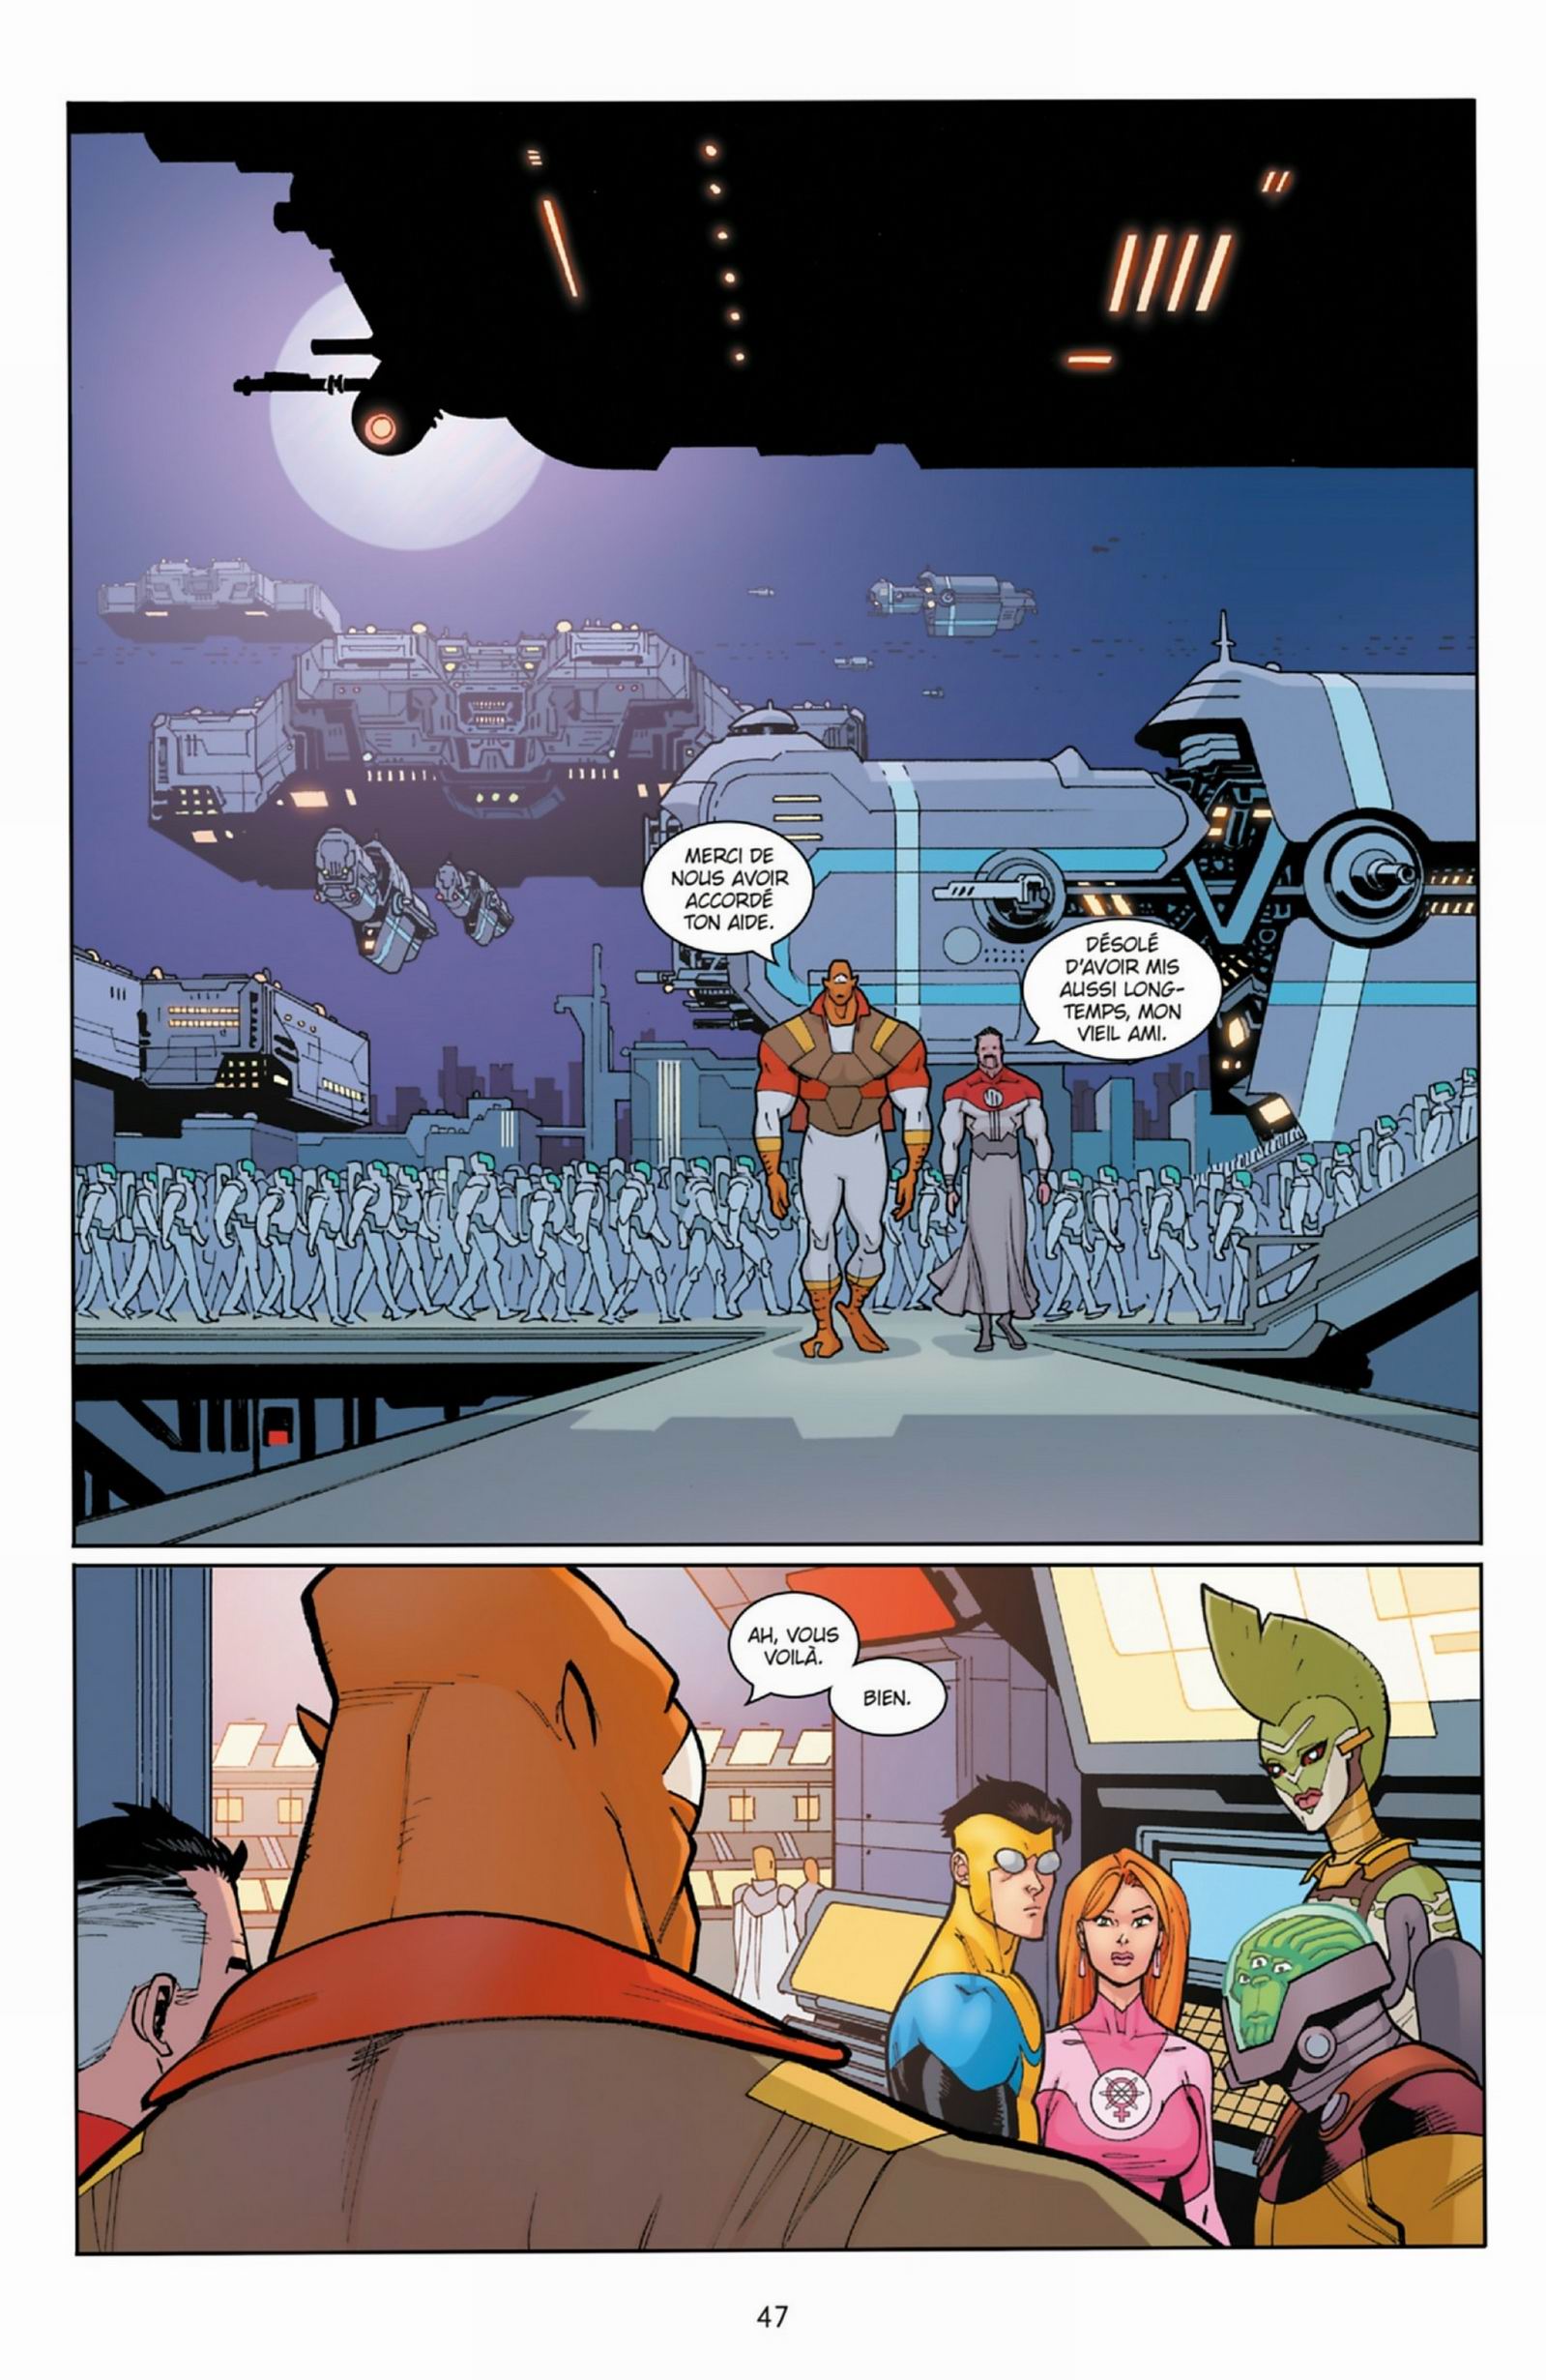 MERCI DE
NOUS AVOIR
ACCORDÉ
TON AIDE.
DÉSOLÉ
D'AVOIR MIS
AUSSI LONG-
TEMPS, MON
VIEIL AMI.
AH, VOUS
VOILÀ.
BIEN.
47